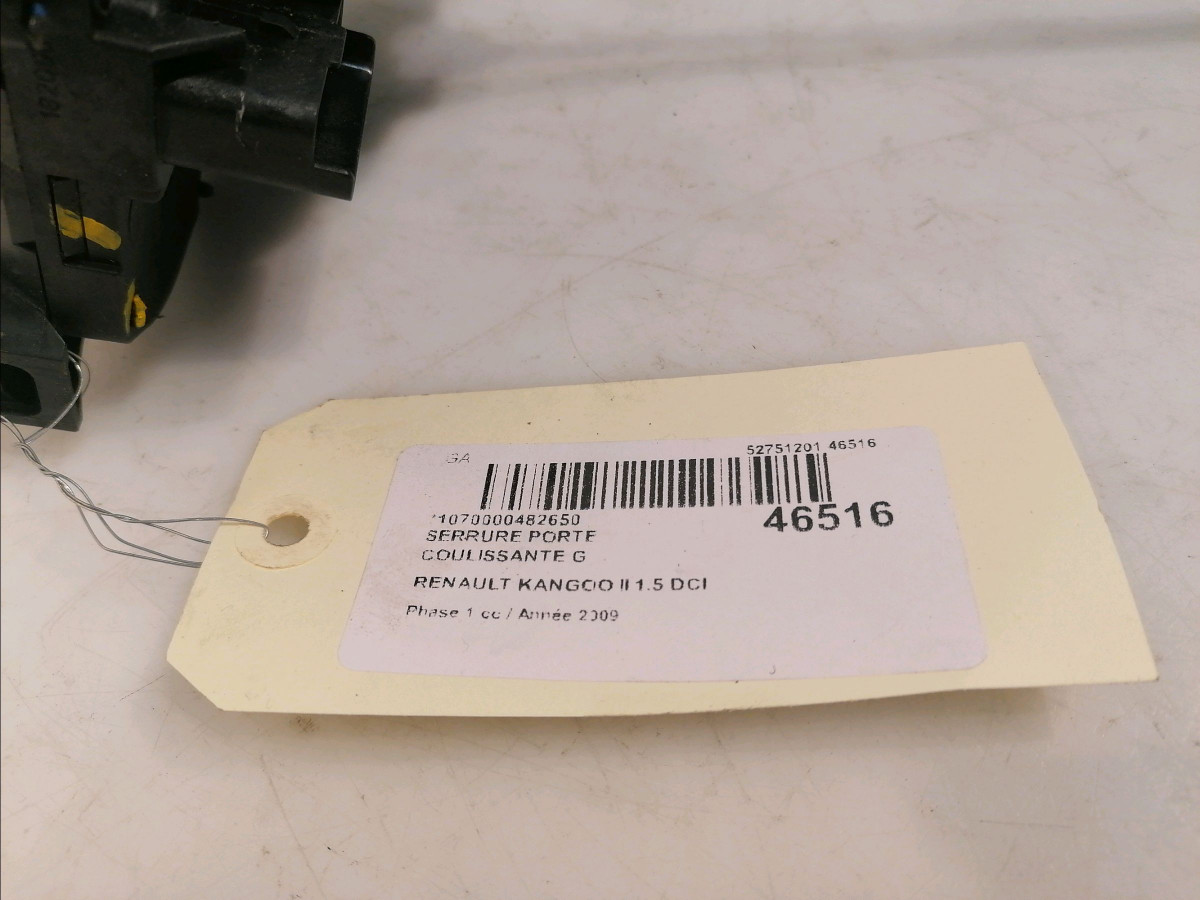 GA
52751201 46516
*1070000482650
46516
SERRURE PORTE
COULISSANTE G
RENAULT KANGOO II 1.5 DCI
Phase 1 cc / Année 2009